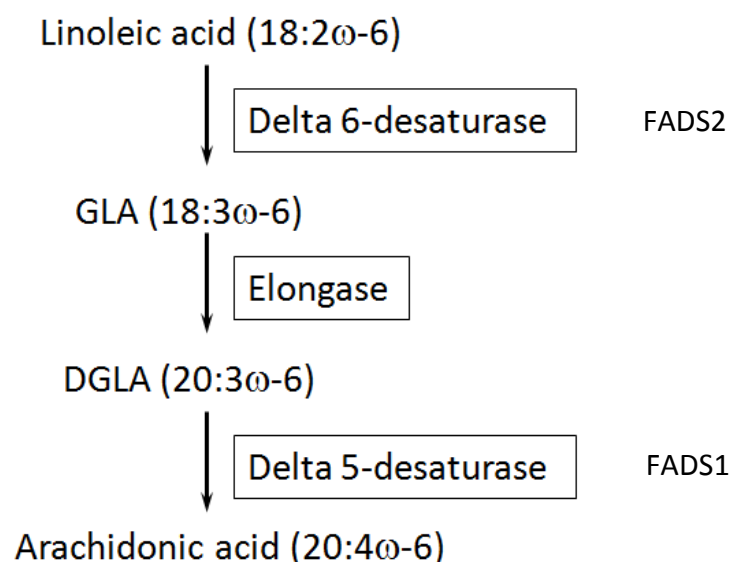 Linoleic acid (18:2ω-6)
Delta 6-desaturase
FADS2
GLA (18:3ω-6)
Elongase
DGLA (20:3ω-6)
Delta 5-desaturase
FADS1
Arachidonic acid (20:4ω-6)